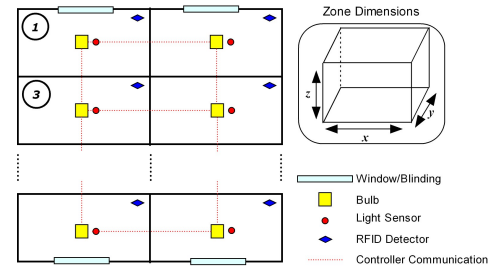 1
3
Zone Dimensions
z
y
x
Window/Blinding
Bulb
Light Sensor
RFID Detector
Controller Communication